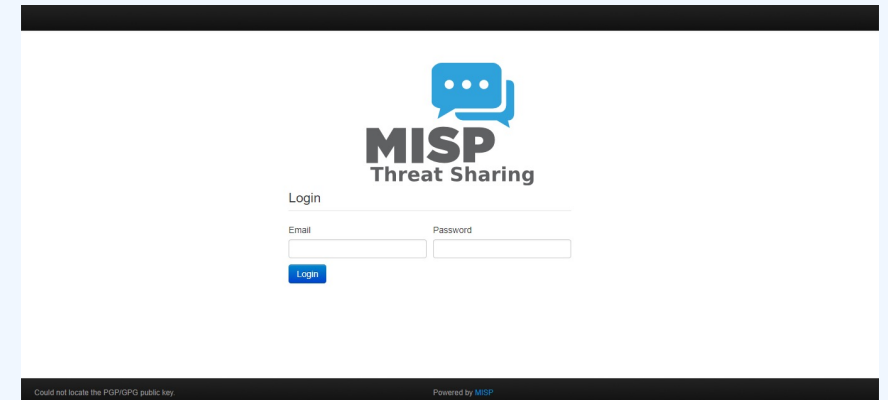 MISP
Threat Sharing
Login
Email Password
Login
Could not locate the PGP/GPG public key. Powered by MISP